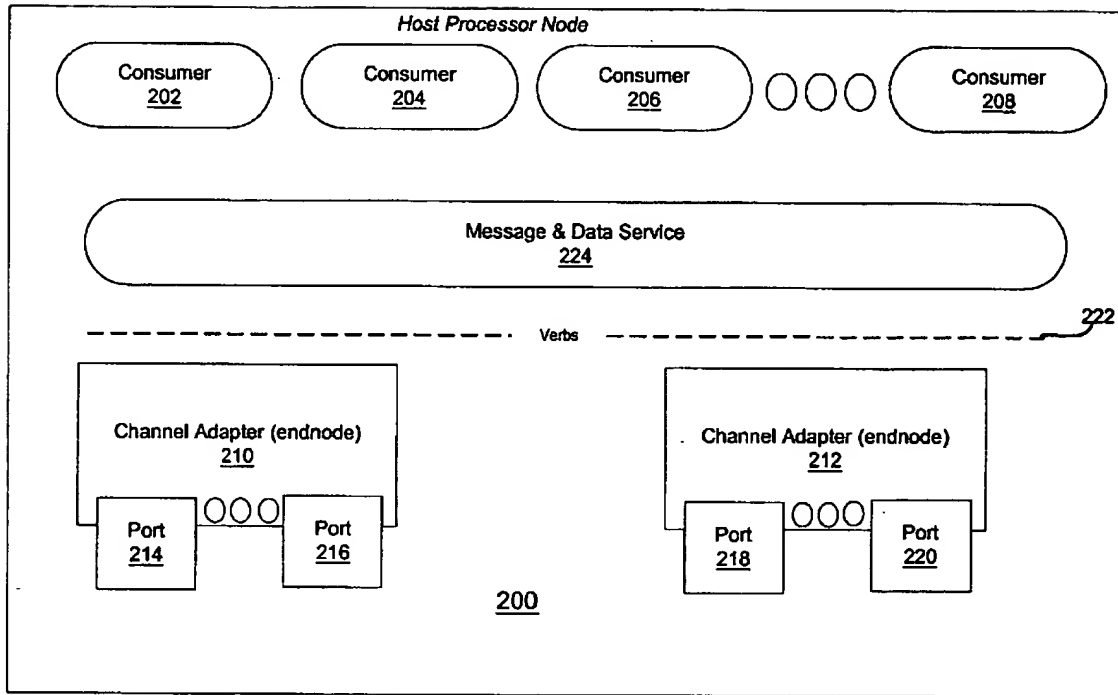 Host Processor Node
Consumer
202
Consumer
204
Consumer
206
Consumer
208
Message & Data Service
224
Verbs
222
Channel Adapter (endnode)
210
Channel Adapter (endnode)
212
Port
214
Port
216
Port
218
Port
220
200